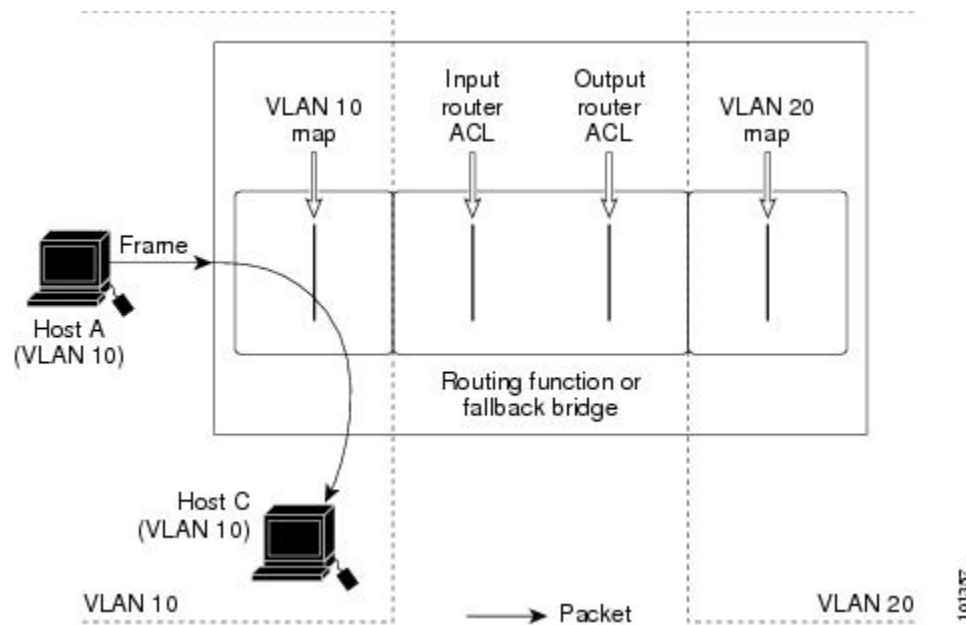 VLAN 10
map
Input
router
ACL
Output
router
ACL
VLAN 20
map
Frame
Host A
(VLAN 10)
Routing function or
fallback bridge
Host C
(VLAN 10)
VLAN 10
Packet
VLAN 20
101357